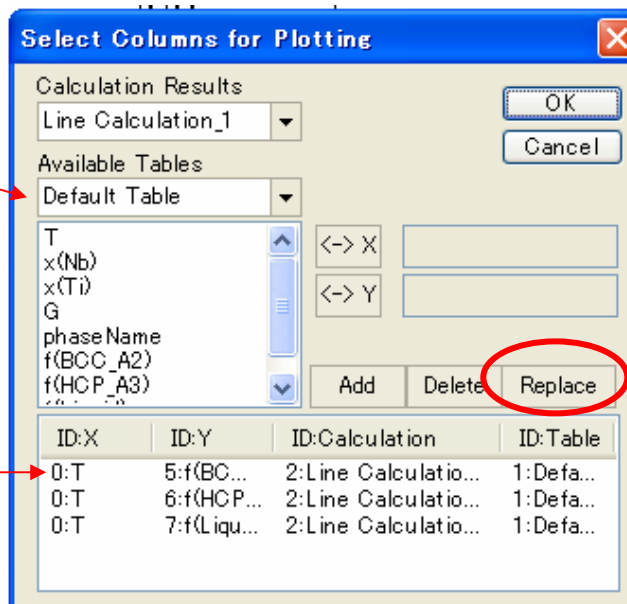 Select Columns for Plotting
Calculation Results
Line Calculation_1
OK
Cancel
Available Tables
Default Table
T
x(Nb)
x(Ti)
G
phaseName
f(BCC_A2)
f(HCP_A3)
<-> X
<-> Y
Add Delete Replace
ID:X ID:Y ID:Calculation ID:Table
0:T 5:f(BC... 2:Line Calculatio... 1:Defa...
0:T 6:f(HCP... 2:Line Calculatio... 1:Defa...
0:T 7:f(Liqu... 2:Line Calculatio... 1:Defa...